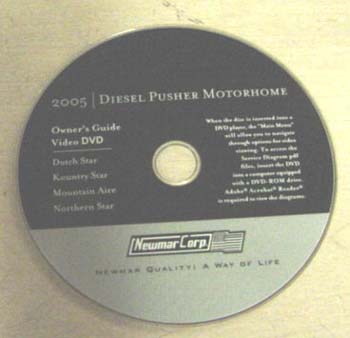 2005 | Diesel Pusher Motorhome
Owner's Guide
Video DVD
Dutch Star
Kountry Star
Mountain Aire
Northern Star
When the disc is inserted into a
DVD player, the "Main Menu"
will allow you to navigate
through options for video
viewing. To access the
Service Diagram pdf
files, insert the DVD
into a computer equipped
with a DVD-ROM drive.
Adobe® Acrobat® Reader®
is required to view the diagrams.
Newmar Corp.
Newmar Quality: A Way of Life